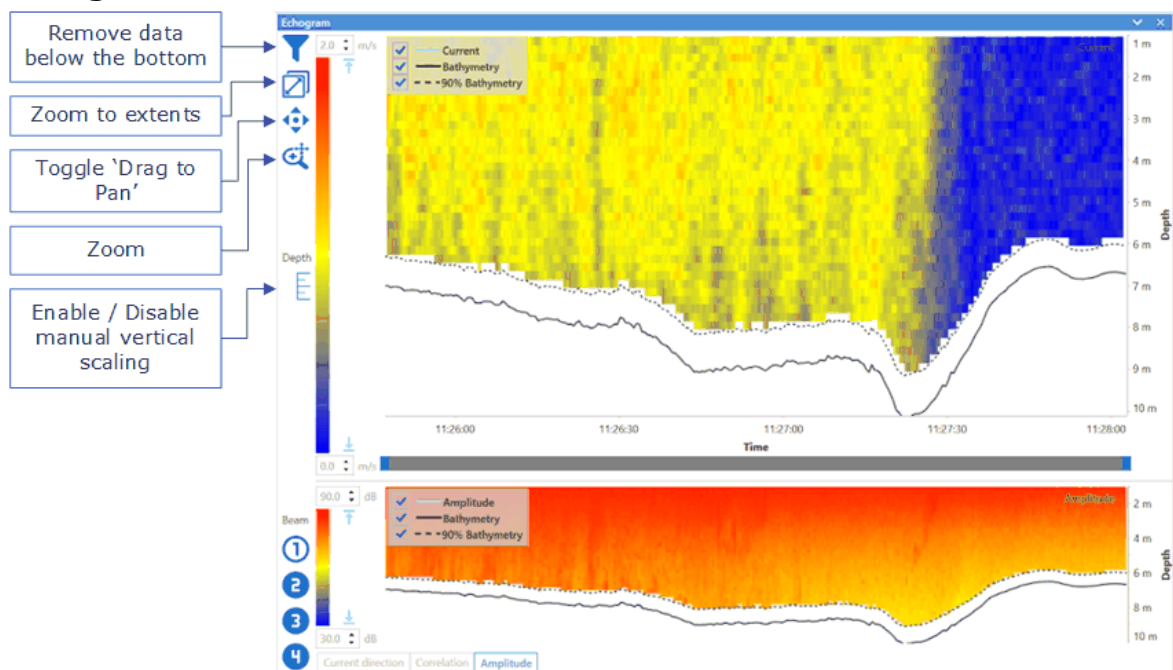 Remove data
below the bottom
Zoom to extents
Toggle ‘Drag to
Pan’
Zoom
Enable / Disable
manual vertical
scaling
Echogram
2.0 m/s
Depth
0.0 m/s
Current
Bathymetry
90% Bathymetry
Current
1 m
2 m
3 m
4 m
5 m
6 m
7 m
8 m
9 m
10 m
Depth
11:26:00 11:26:30 11:27:00 11:27:30 11:28:00
Time
90.0 dB
Beam
1
2
3
4
30.0 dB
Amplitude
Bathymetry
90% Bathymetry
Amplitude
2 m
4 m
6 m
8 m
10 m
Depth
Current direction Correlation Amplitude